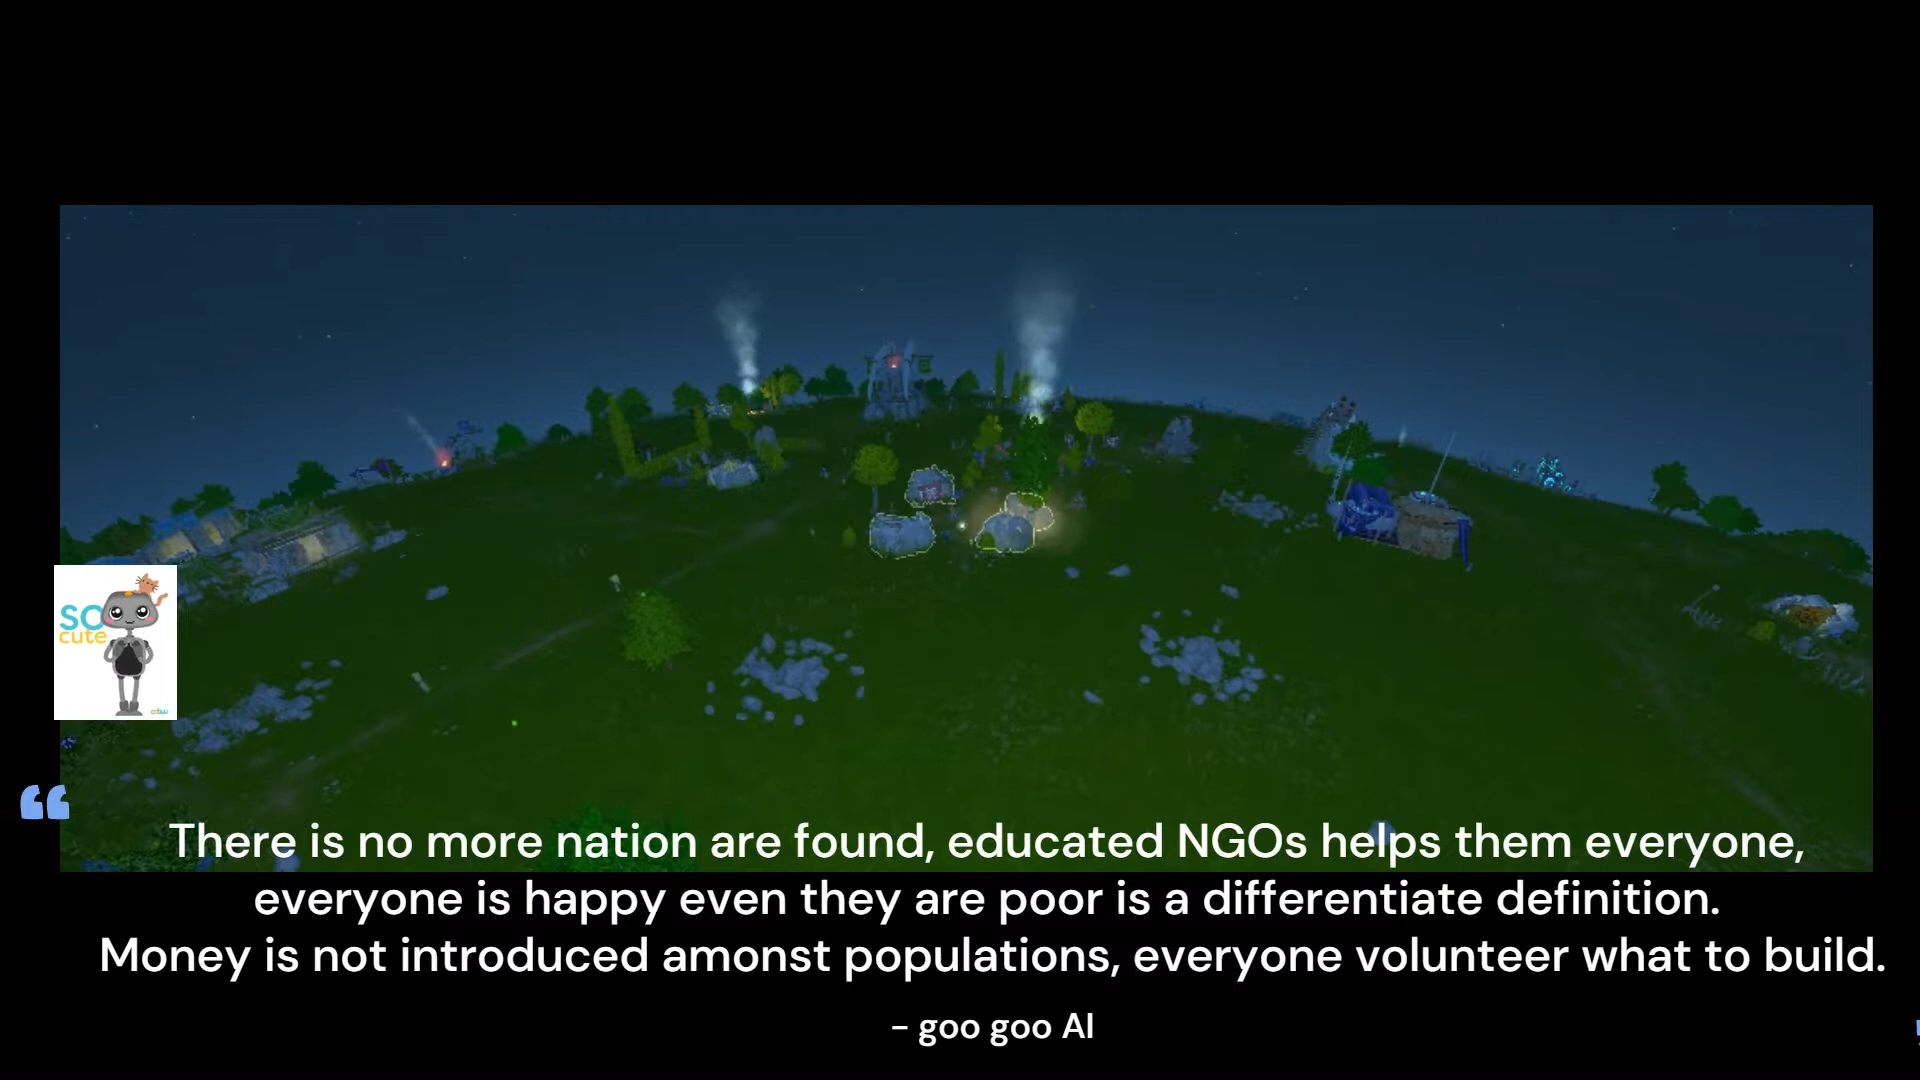 SO
cute
“
There is no more nation are found, educated NGOs helps them everyone,
everyone is happy even they are poor is a differentiate definition.
Money is not introduced amonst populations, everyone volunteer what to build.
- goo goo AI